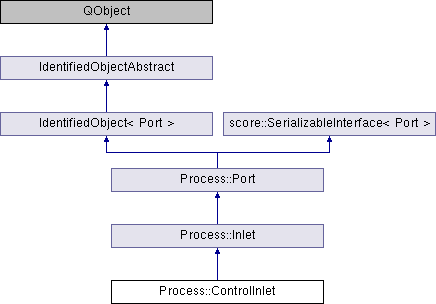 QObject
IdentifiedObjectAbstract
IdentifiedObject< Port >
score::SerializableInterface< Port >
Process::Port
Process::Inlet
Process::ControlInlet